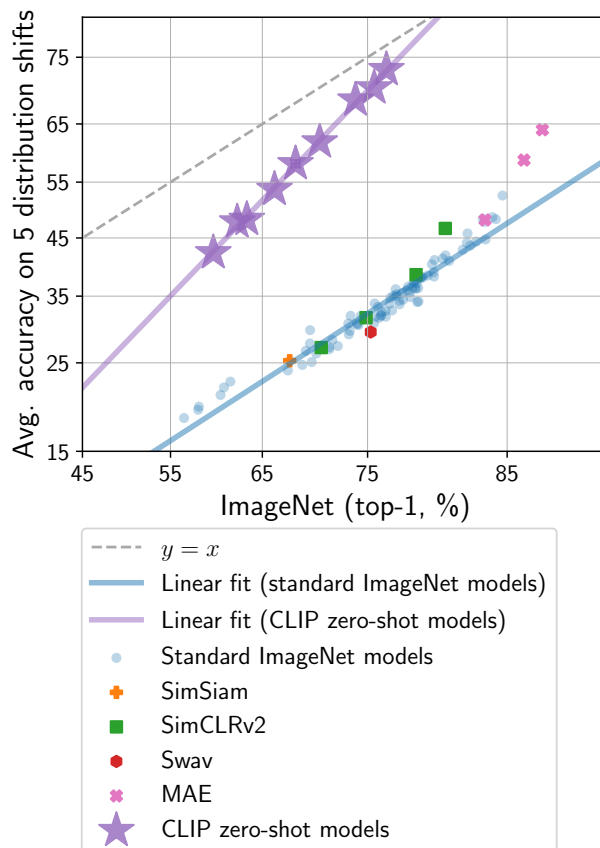 Avg. accuracy on 5 distribution shifts
75
65
55
45
35
25
15
45 55 65 75 85
ImageNet (top-1, %)
y = x
Linear fit (standard ImageNet models)
Linear fit (CLIP zero-shot models)
Standard ImageNet models
SimSiam
SimCLRv2
Swav
MAE
CLIP zero-shot models